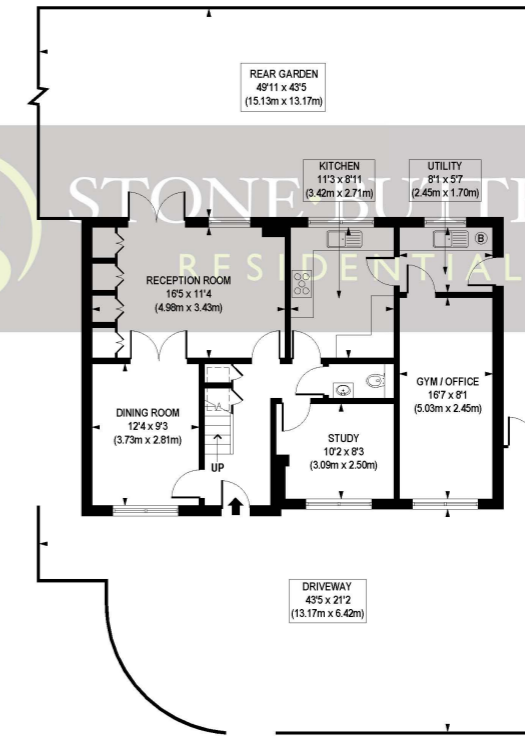 REAR GARDEN
49'11 x 43'5
(15.13m x 13.17m)
KITCHEN
11'3 x 8'11
(3.42m x 2.71m)
UTILITY
8'1 x 5'7
(2.45m x 1.70m)
STONE
RESIDENTIAL
B
RECEPTION ROOM
16'5 x 11'4
(4.98m x 3.43m)
GYM / OFFICE
16'7 x 8'1
(5.03m x 2.45m)
DINING ROOM
12'4 x 9'3
(3.73m x 2.81m)
STUDY
10'2 x 8'3
(3.09m x 2.50m)
UP
DRIVEWAY
43'5 x 21'2
(13.17m x 6.42m)